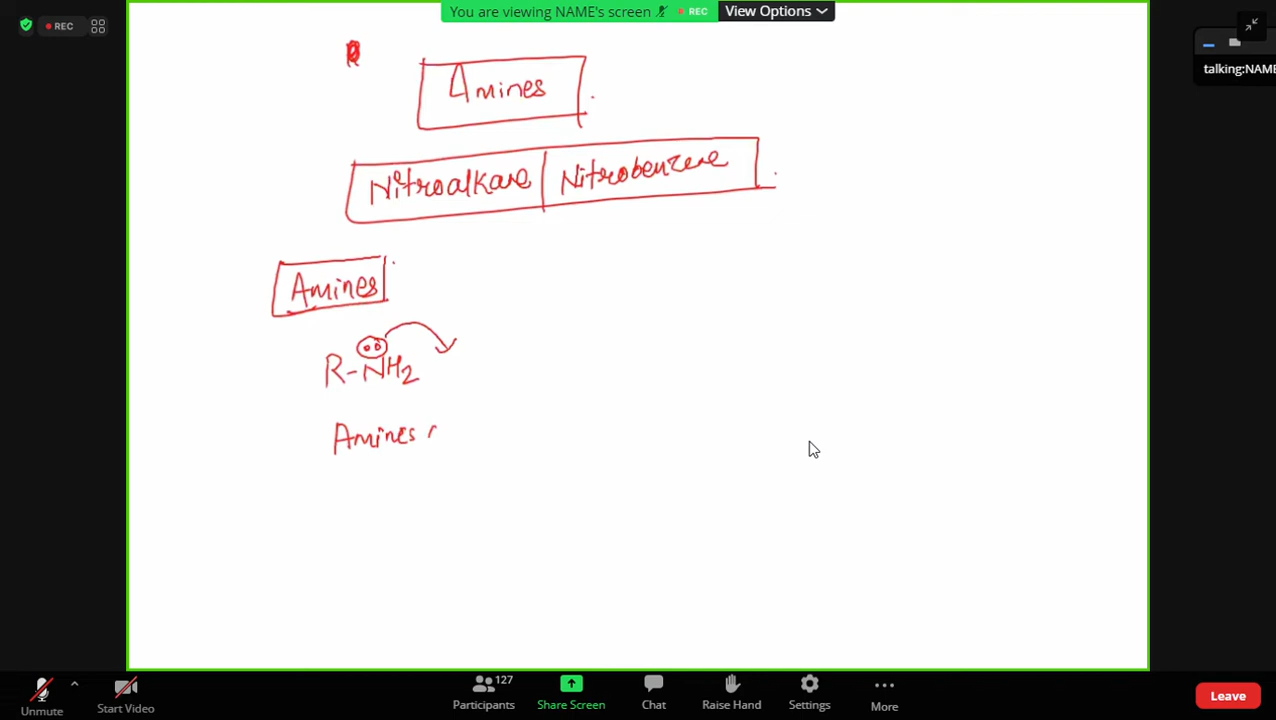 You are viewing NAME's screen REC View Options
REC
talking:NAME
Amines
Nitroalkane Nitrobenzene
Amines
R-NH2
Amines
Unmute
Start Video
127
Participants
Share Screen
Chat
Raise Hand
Settings
More
Leave